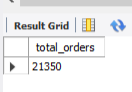 Result Grid
total_orders
21350